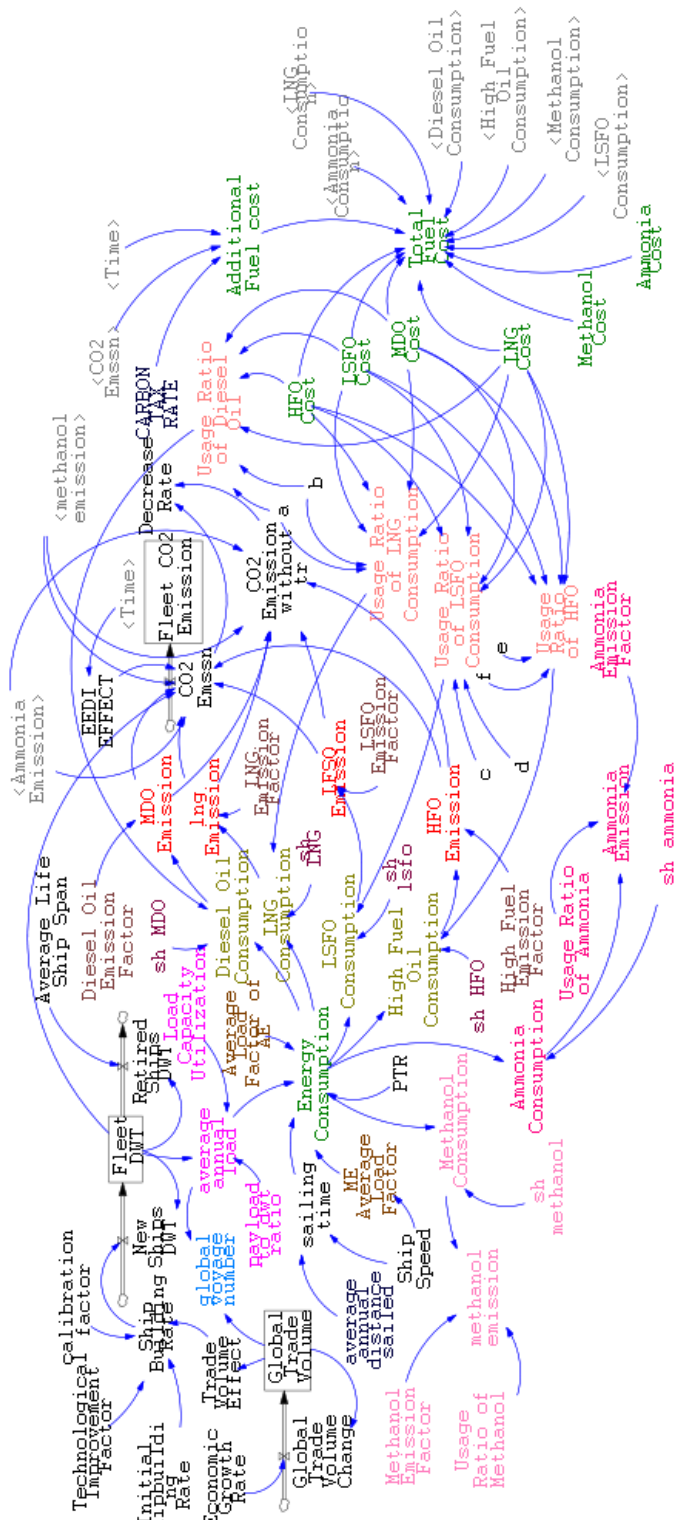 Technological
Improvement
Factor
calibration
factor
Initial
ipbuildi
ng
Rate
Ship
Building
Rate
New
Ships
DWT
Fleet
DWT
Retired
Ships
DWT
Average Life
Ship Span
<Ammonia
Emission>
<Time>
EEDI
EFFECT
<methanol
emission>
CO2
Emssn
Fleet CO2
Emission
Decrease
Rate
CARBON
TAX
RATE
<CO2
Emssn>
<Time>
Additional
Fuel cost
Economic
Growth
Rate
Trade
Volume
Effect
Global
Trade
Volume
Change
Global
Trade
Volume
global
voyage
number
average
annual
load
Load
Capacity
Utilization
payload
to dwt
ratio
Diesel Oil
Emission
Factor
sh MDO
MDO
Emission
lng
Emission
LNG
Emission
Factor
CO2
Emission
without
tr
a
b
Usage Ratio
of Diesel
Oil
Average
Load
Factor of
AE
Diesel Oil
Consumption
LNG
Consumption
sh
LNG
LFSO
Emission
LSFO
Emission
Factor
HFO
Cost
LSFO
Cost
MDO
Cost
LNG
Cost
Total
Fuel
Cost
<Ammonia
Consumptio
n>
<LNG
Consumptio
n>
<Diesel Oil
Consumption>
<High Fuel
Oil
Consumption>
<Methanol
Consumption>
<LSFO
Consumption>
Methanol
Cost
Ammonia
Cost
average
annual
distance
sailed
sailing
time
Ship
Speed
ME
Average
Load
Factor
Energy
Consumption
PTR
LSFO
Consumption
sh
lsfo
High Fuel
Oil
Consumption
sh HFO
HFO
Emission
High Fuel
Emission
Factor
c
d
f
e
Usage Ratio
of LNG
Consumption
Usage Ratio
of LSFO
Consumption
Usage
Ratio
of HFO
Methanol
Emission
Factor
Usage
Ratio of
Methanol
methanol
emission
Methanol
Consumption
sh
methanol
Ammonia
Consumption
Usage Ratio
of Ammonia
Ammonia
Emission
sh ammonia
Ammonia
Emission
Factor